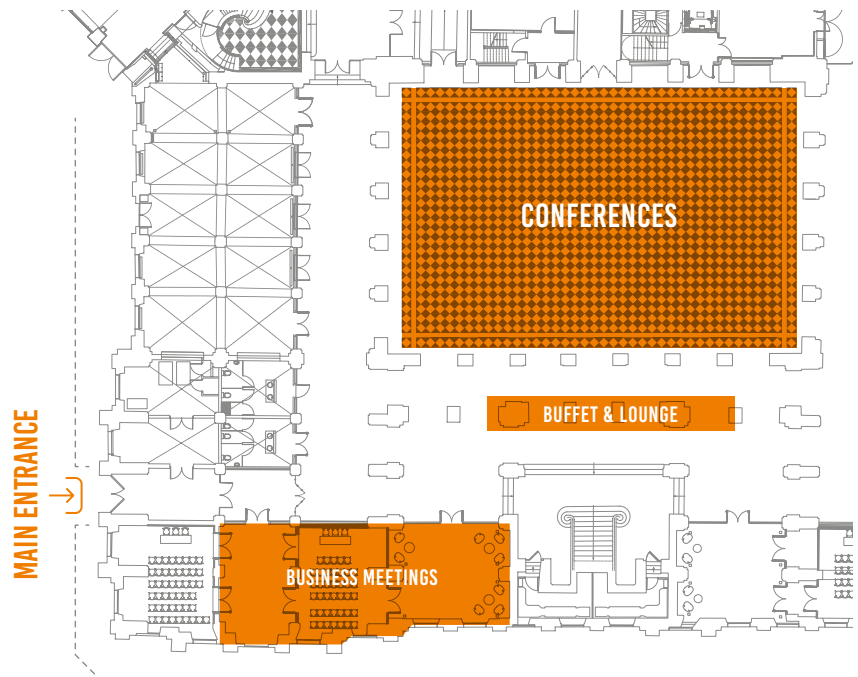 CONFERENCES
BUFFET & LOUNGE
MAIN ENTRANCE
BUSINESS MEETINGS